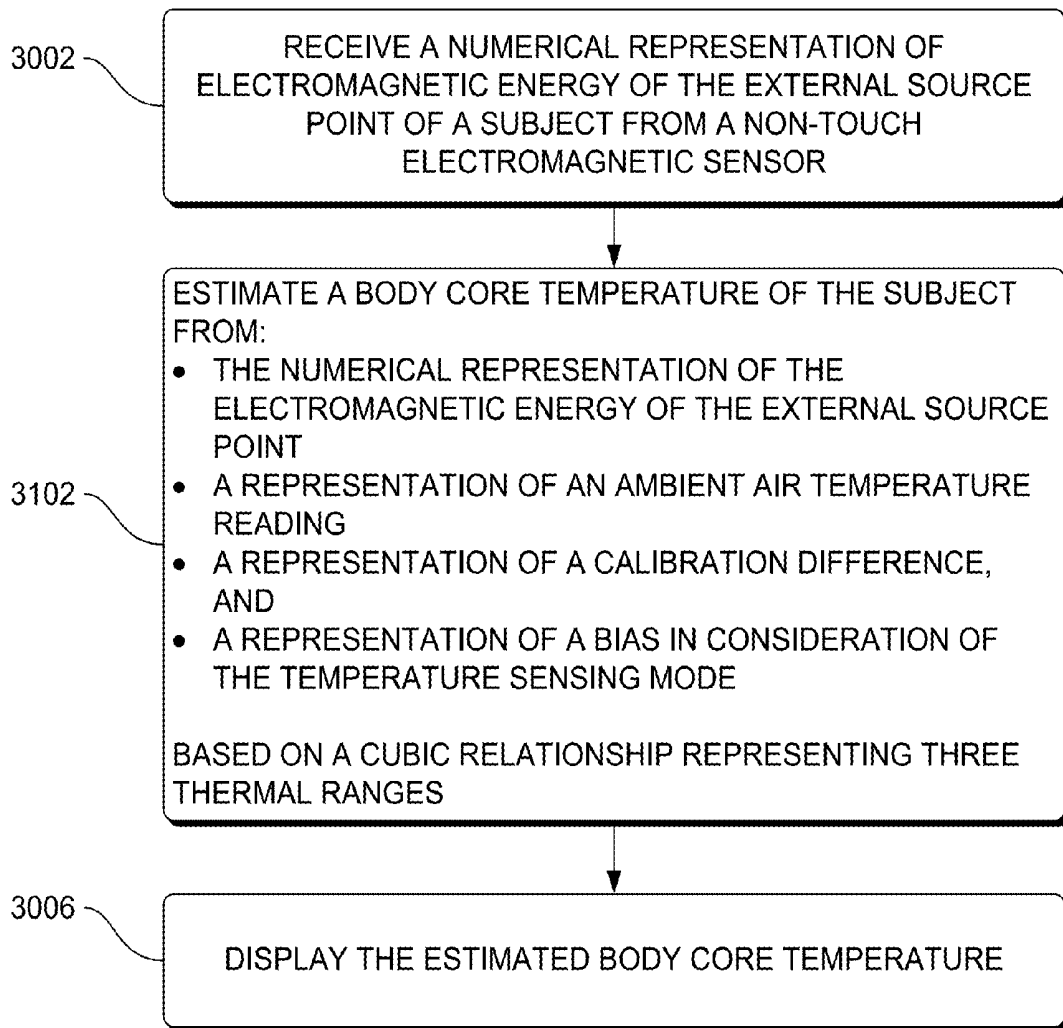 3002
RECEIVE A NUMERICAL REPRESENTATION OF
ELECTROMAGNETIC ENERGY OF THE EXTERNAL SOURCE
POINT OF A SUBJECT FROM A NON-TOUCH
ELECTROMAGNETIC SENSOR
3102
ESTIMATE A BODY CORE TEMPERATURE OF THE SUBJECT
FROM:
• THE NUMERICAL REPRESENTATION OF THE
ELECTROMAGNETIC ENERGY OF THE EXTERNAL SOURCE
POINT
• A REPRESENTATION OF AN AMBIENT AIR TEMPERATURE
READING
• A REPRESENTATION OF A CALIBRATION DIFFERENCE,
AND
• A REPRESENTATION OF A BIAS IN CONSIDERATION OF
THE TEMPERATURE SENSING MODE
BASED ON A CUBIC RELATIONSHIP REPRESENTING THREE
THERMAL RANGES
3006
DISPLAY THE ESTIMATED BODY CORE TEMPERATURE